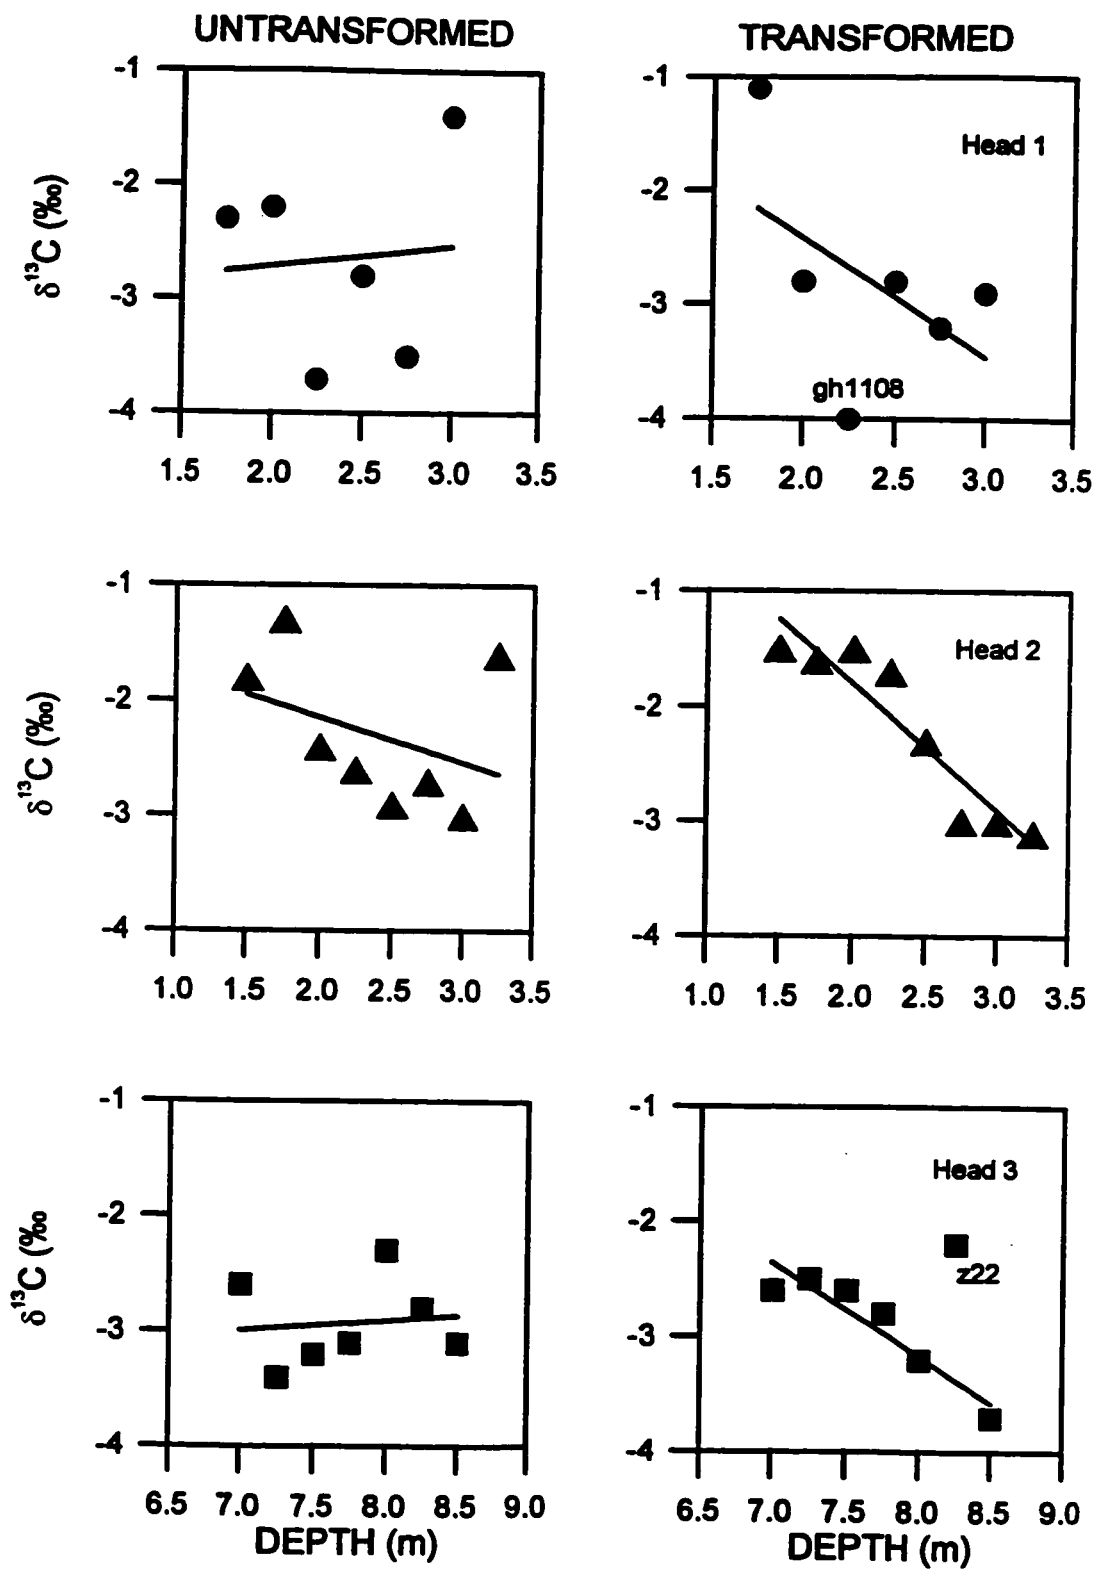 UNTRANSFORMED
TRANSFORMED
δ¹³C (‰)
-1
-2
-3
-4
1.5 2.0 2.5 3.0 3.5
-1
-2
-3
-4
Head 1
gh1108
1.5 2.0 2.5 3.0 3.5
δ¹³C (‰)
-1
-2
-3
-4
1.0 1.5 2.0 2.5 3.0 3.5
-1
-2
-3
-4
Head 2
1.0 1.5 2.0 2.5 3.0 3.5
δ¹³C (‰
-1
-2
-3
-4
6.5 7.0 7.5 8.0 8.5 9.0
DEPTH (m)
-1
-2
-3
-4
Head 3
z22
6.5 7.0 7.5 8.0 8.5 9.0
DEPTH (m)